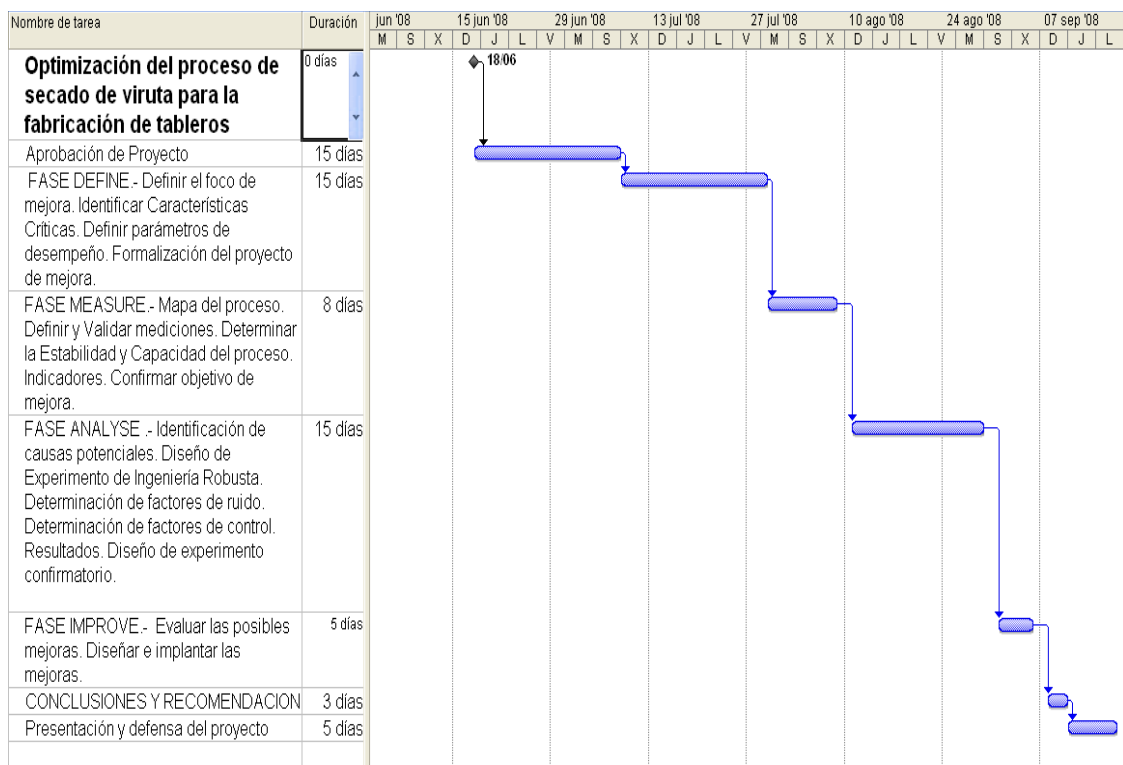 Nombre de tarea
Duración
jun '08
15 jun '08
29 jun '08
13 jul '08
27 jul '08
10 ago '08
24 ago '08
07 sep '08
M S X D J L V M S X D J L V M S X D J L V M S X D J L
Optimización del proceso de
secado de viruta para la
fabricación de tableros
0 días
18/06
Aprobación de Proyecto
15 días
FASE DEFINE.- Definir el foco de
mejora. Identificar Características
Críticas. Definir parámetros de
desempeño. Formalización del proyecto
de mejora.
15 días
FASE MEASURE.- Mapa del proceso.
Definir y Validar mediciones. Determinar
la Estabilidad y Capacidad del proceso.
Indicadores. Confirmar objetivo de
mejora.
8 días
FASE ANALYSE .- Identificación de
causas potenciales. Diseño de
Experimento de Ingeniería Robusta.
Determinación de factores de ruido.
Determinación de factores de control.
Resultados. Diseño de experimento
confirmatorio.
15 días
FASE IMPROVE.- Evaluar las posibles
mejoras. Diseñar e implantar las
mejoras.
5 días
CONCLUSIONES Y RECOMENDACION
3 días
Presentación y defensa del proyecto
5 días